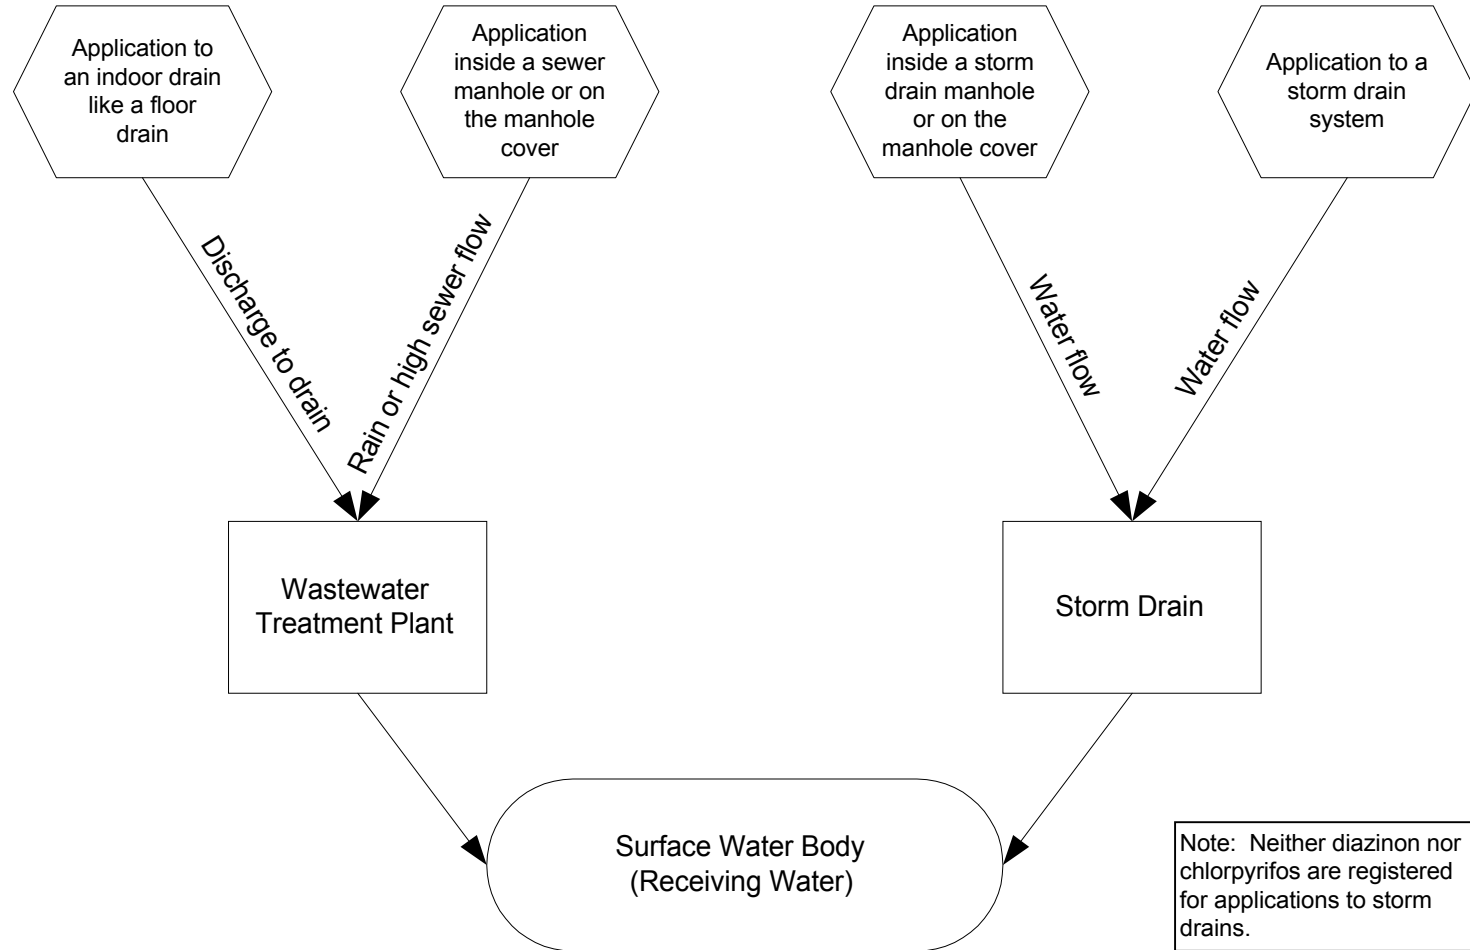 Application to
an indoor drain
like a floor
drain
Application
inside a sewer
manhole or on
the manhole
cover
Application
inside a storm
drain manhole
or on the
manhole cover
Application to a
storm drain
system
Discharge to drain
Rain or high sewer flow
Water flow
Water flow
Wastewater
Treatment Plant
Storm Drain
Surface Water Body
(Receiving Water)
Note:  Neither diazinon nor
chlorpyrifos are registered
for applications to storm
drains.